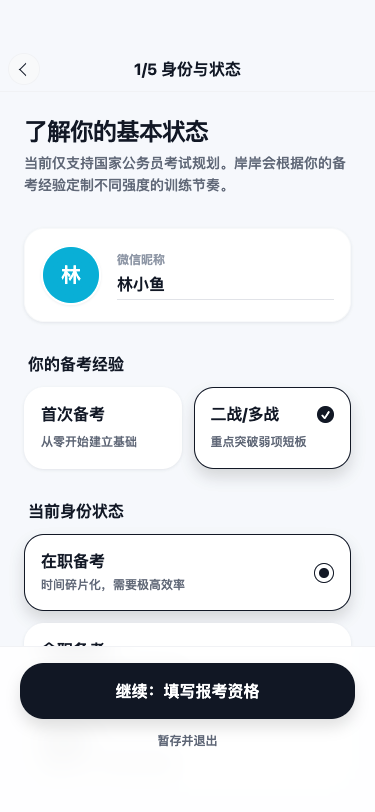 1/5 身份与状态
了解你的基本状态
当前仅支持国家公务员考试规划。岸岸会根据你的备
考经验定制不同强度的训练节奏。
林
微信昵称
林小鱼
你的备考经验
首次备考
从零开始建立基础
二战/多战
重点突破弱项短板
当前身份状态
在职备考
时间碎片化，需要极高效率
继续：填写报考资格
暂存并退出